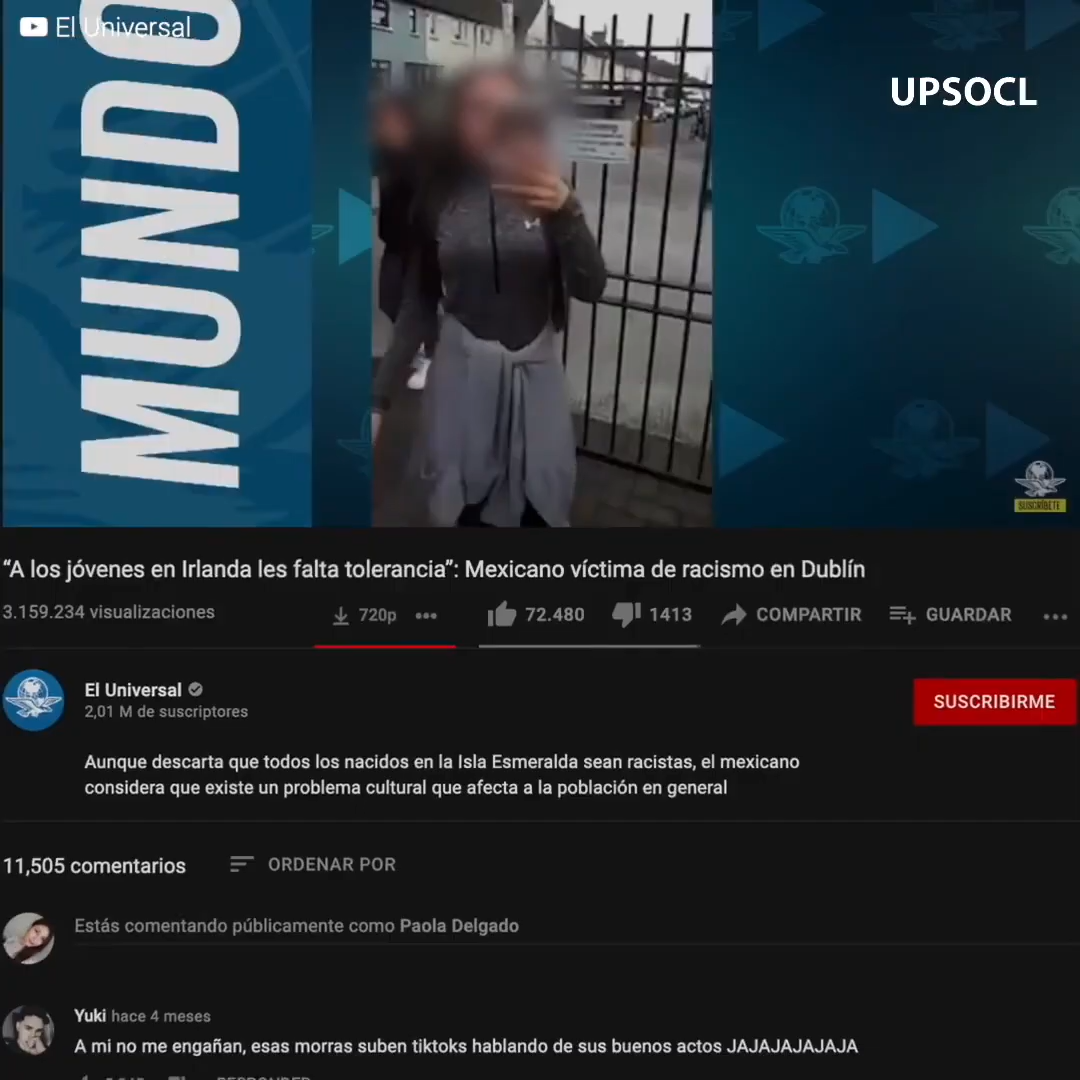 El Universal
UPSOCL
MUNDO
SUSCRÍBETE
“A los jóvenes en Irlanda les falta tolerancia”: Mexicano víctima de racismo en Dublín
3.159.234 visualizaciones 720p 72.480 1413 COMPARTIR GUARDAR
El Universal
2,01 M de suscriptores
SUSCRIBIRME
Aunque descarta que todos los nacidos en la Isla Esmeralda sean racistas, el mexicano
considera que existe un problema cultural que afecta a la población en general
11,505 comentarios ORDENAR POR
Estás comentando públicamente como Paola Delgado
Yuki hace 4 meses
A mi no me engañan, esas morras suben tiktoks hablando de sus buenos actos JAJAJAJAJAJA
RESPONDER